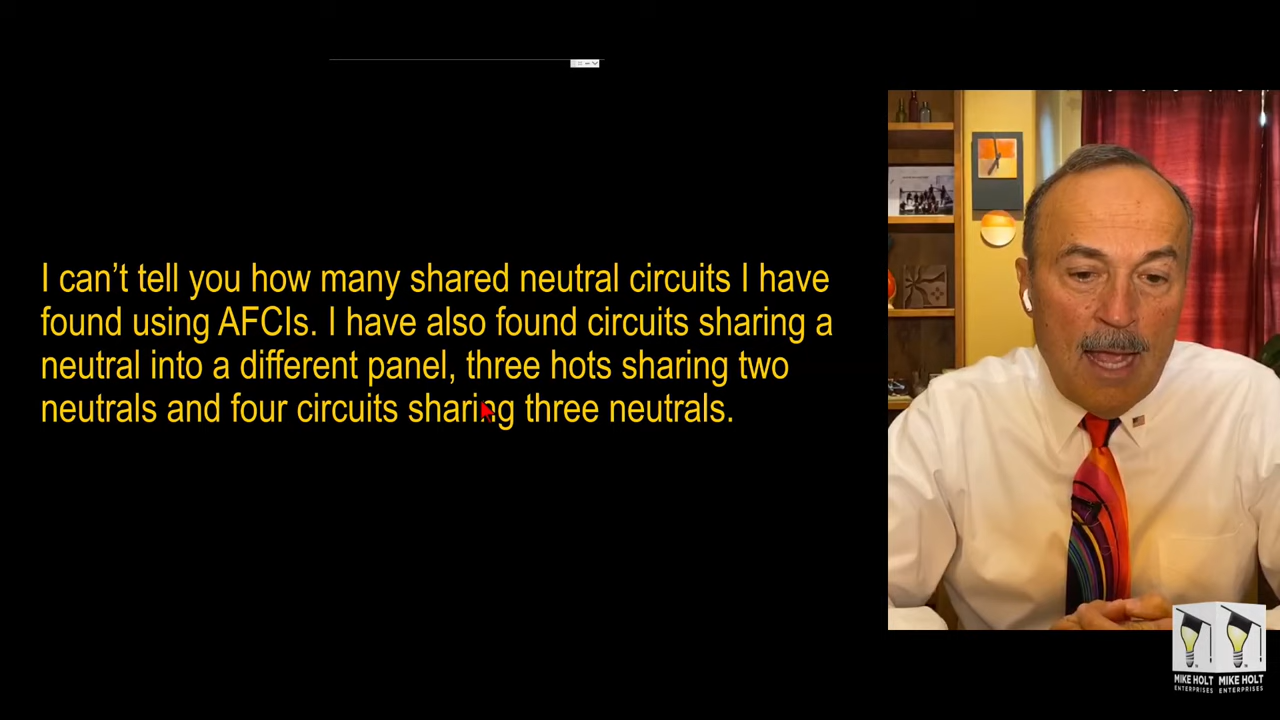 I can't tell you how many shared neutral circuits I have
found using AFCIs. I have also found circuits sharing a
neutral into a different panel, three hots sharing two
neutrals and four circuits sharing three neutrals.
MIKE HOLT
ENTERPRISES
MIKE HOLT
ENTERPRISES